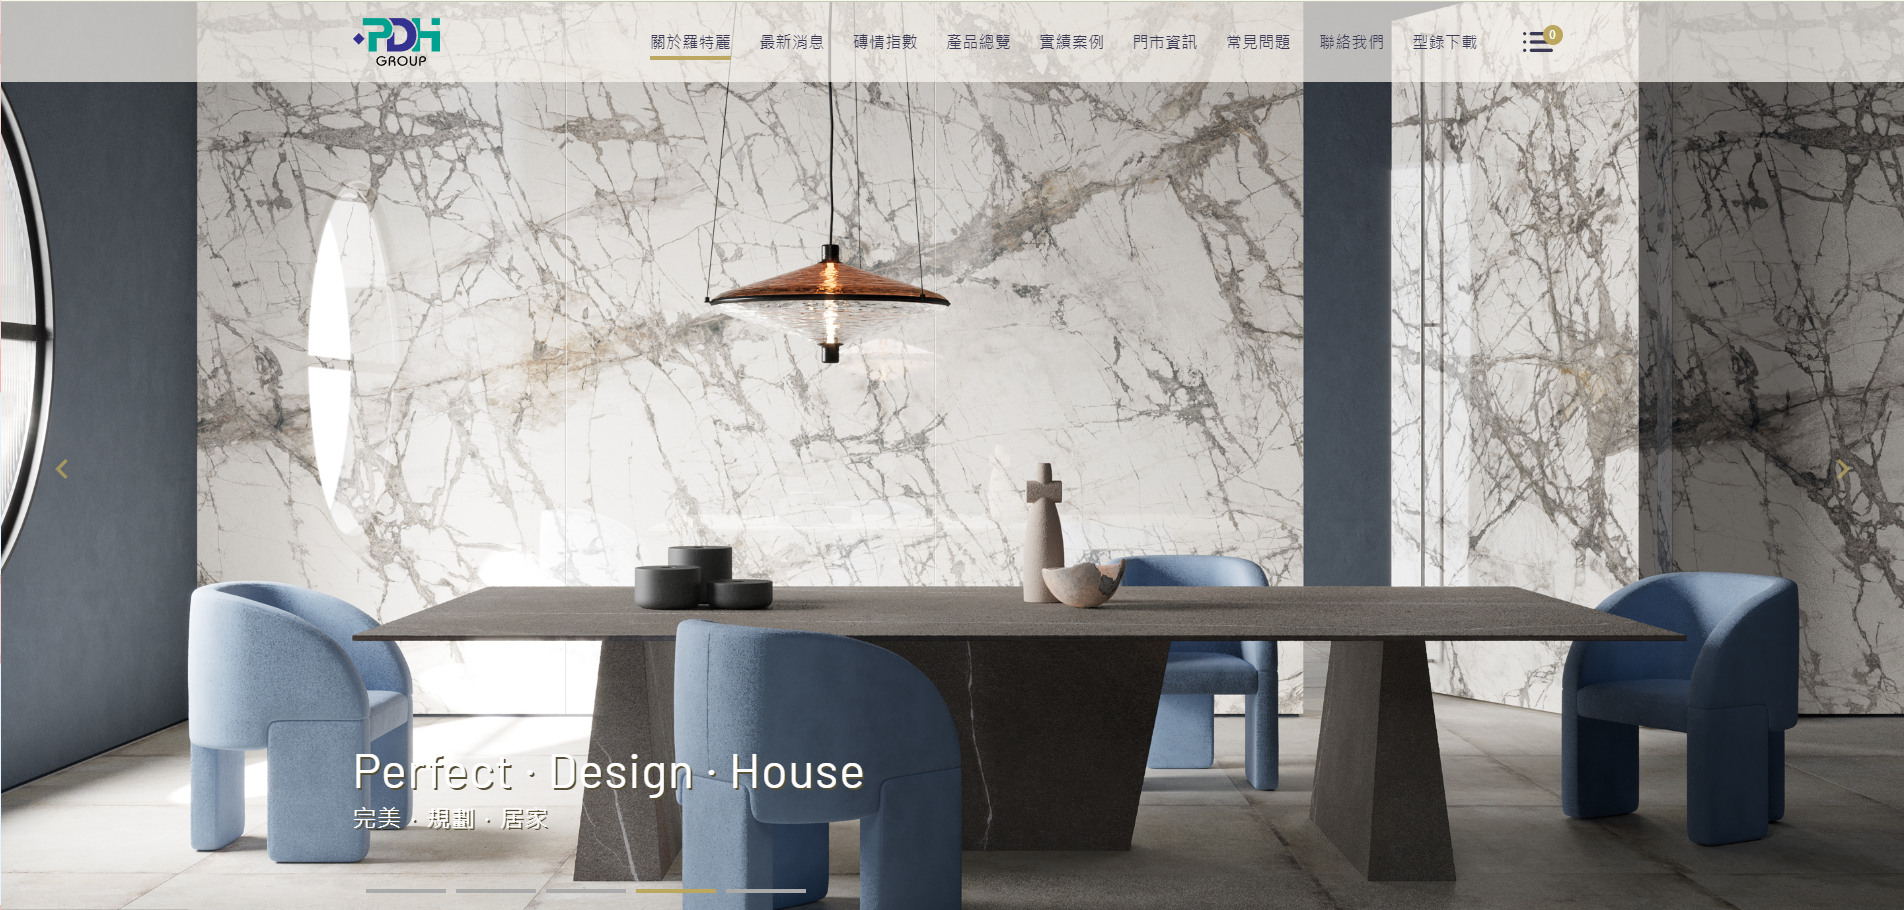 PDH
GROUP
關於羅特麗
最新消息
磚情指數
產品總覽
實績案例
門市資訊
常見問題
聯絡我們
型錄下載
0
Perfect · Design · House
完美 · 規劃 · 居家